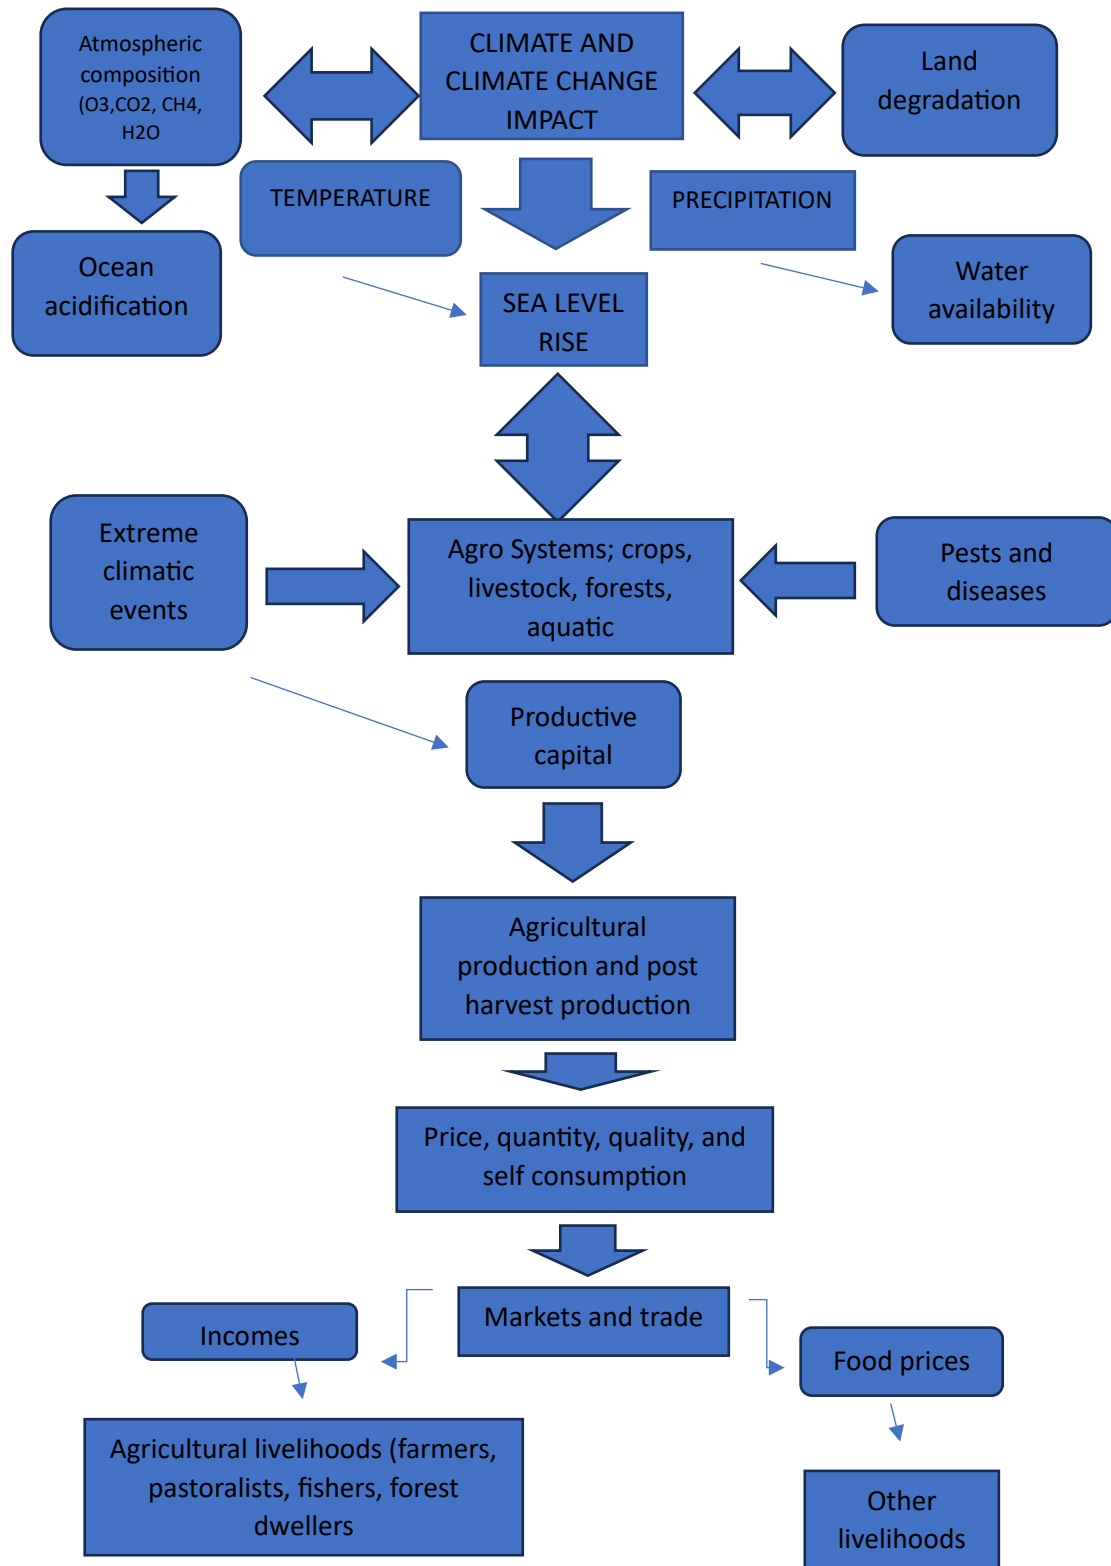 Atmospheric
composition
(O3,CO2, CH4,
H2O
CLIMATE AND
CLIMATE CHANGE
IMPACT
Land
degradation
TEMPERATURE
PRECIPITATION
Ocean
acidification
SEA LEVEL
RISE
Water
availability
Extreme
climatic
events
Agro Systems; crops,
livestock, forests,
aquatic
Pests and
diseases
Productive
capital
Agricultural
production and post
harvest production
Price, quantity, quality, and
self consumption
Markets and trade
Incomes
Food prices
Agricultural livelihoods (farmers,
pastoralists, fishers, forest
dwellers
Other
livelihoods